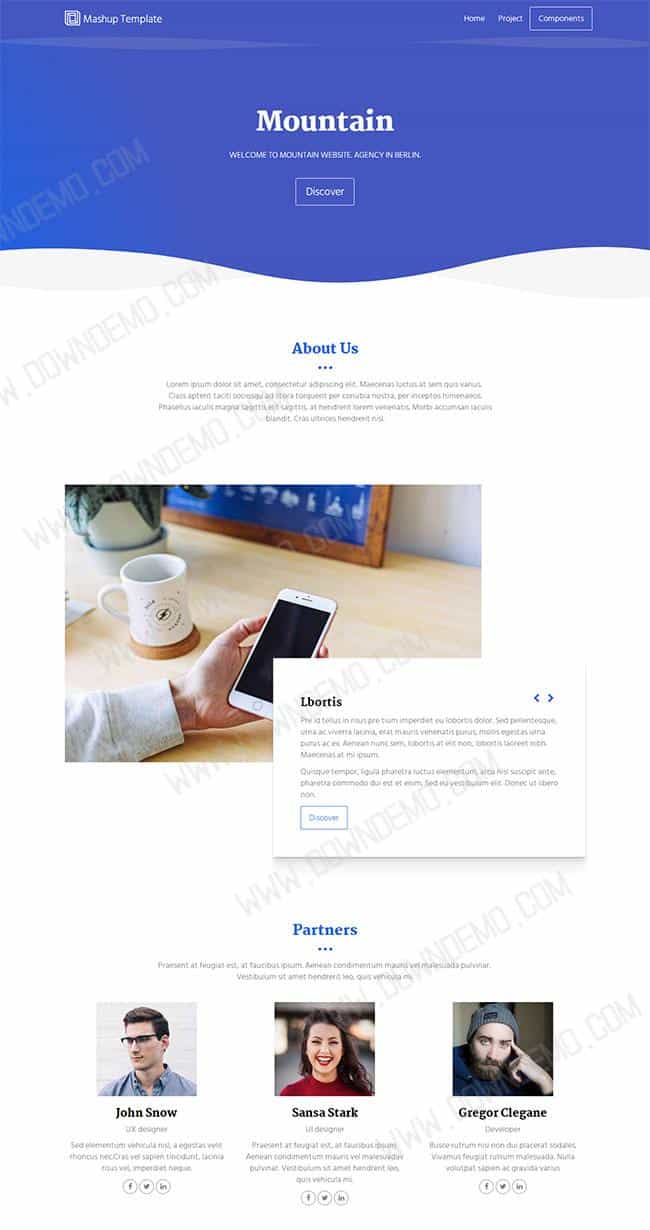 Mashup Template
Home Project Components
Mountain
WELCOME TO MOUNTAIN WEBSITE. AGENCY IN BERLIN.
Discover
About Us
Lorem ipsum dolor sit amet, consectetur adipiscing elit. Maecenas luctus at sem quis varius.
Class aptent taciti sociosqu ad litora torquent per conubia nostra, per inceptos himenaeos.
Phasellus iaculis magna sagittis elit sagittis, at hendrerit lorem venenatis. Morbi accumsan iaculis
blandit. Cras ultrices hendrerit nisl.
Lbortis
Pre id tellus in risus pre tium imperdiet eu lobortis dolor. Sed pellentesque,
urna ac viverra lacinia, erat mauris venenatis purus, mollis egestas urna
purus ac ex. Aenean nunc sem, lobortis at elit non, lobortis laoreet nibh.
Maecenas at mi ipsum.
Quisque tempor, ligula pharetra luctus elementum, arcu nisl suscipit ante,
pharetra commodo dui est et enim. Sed eu vestibulum elit. Donec ut libero
non.
Discover
Partners
Praesent at feugiat est, at faucibus ipsum. Aenean condimentum mauris vel malesuada pulvinar.
Vestibulum sit amet hendrerit leo, quis vehicula mi.
John Snow
UX designer
Sed elementum vehicula nisl, a egestas velit
rhoncus nec.Cras vel sapien tincidunt, lacinia
risus vel, imperdiet neque.
Sansa Stark
UI designer
Praesent at feugiat est, at faucibus ipsum.
Aenean condimentum mauris vel malesuaday
pulvinar. Vestibulum sit amet hendrerit leo,
quis vehicula mi.
Gregor Clegane
Developer
Busce rutrum nisi non dui placerat sodales.
Vivamus feugiat rutrum malesuada. Nulla
volutpat sapien ac gravida varius
WWW.DOWNDEMO.COM